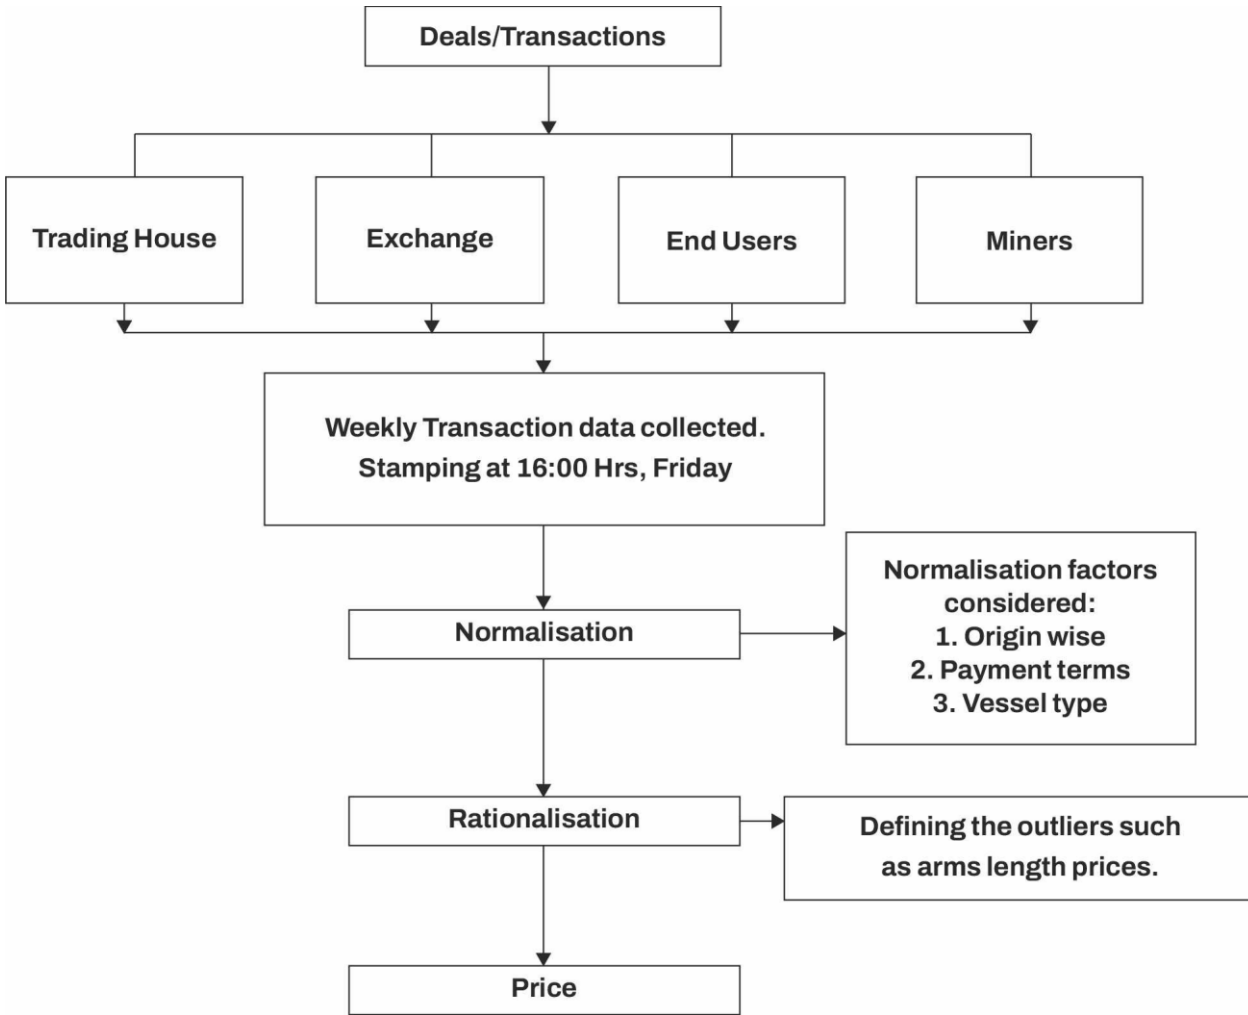 Deals/Transactions
Trading House
Exchange
End Users
Miners
Weekly Transaction data collected.
Stamping at 16:00 Hrs, Friday
Normalisation
Normalisation factors
considered:
1. Origin wise
2. Payment terms
3. Vessel type
Rationalisation
Defining the outliers such
as arms length prices.
Price